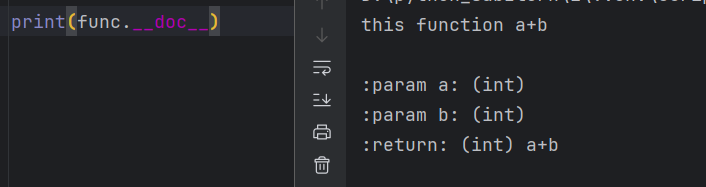 print(func.__doc__)
this function a+b
:param a: (int)
:param b: (int)
:return: (int) a+b